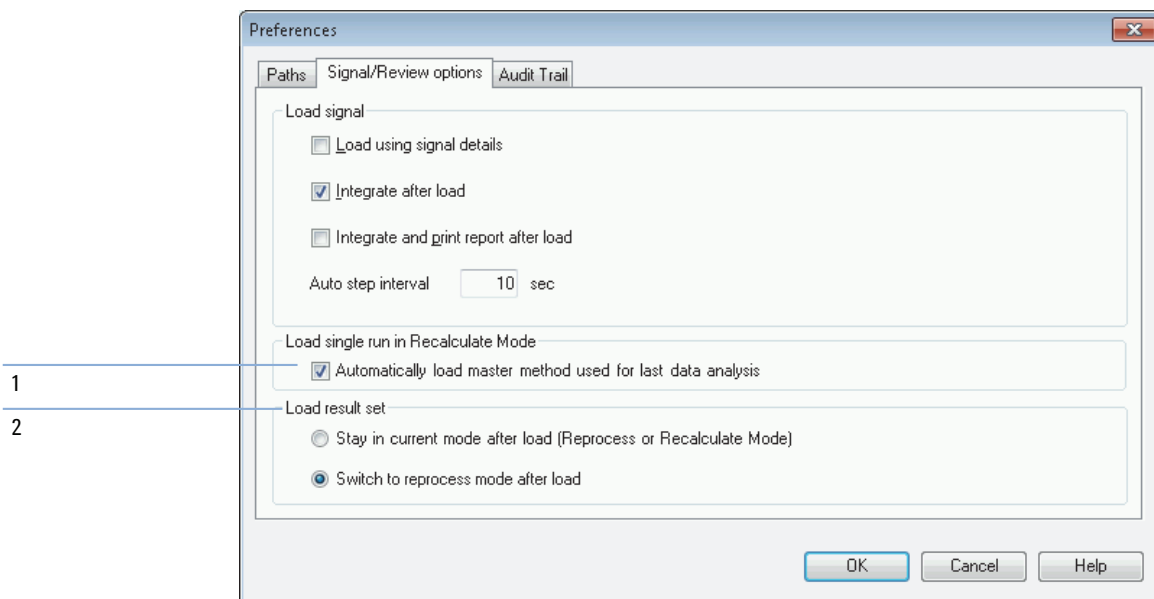 Preferences
Paths
Signal/Review options
Audit Trail
Load signal
Load using signal details
Integrate after load
Integrate and print report after load
Auto step interval 10 sec
Load single run in Recalculate Mode
Automatically load master method used for last data analysis
1
Load result set
2
Stay in current mode after load (Reprocess or Recalculate Mode)
Switch to reprocess mode after load
OK
Cancel
Help